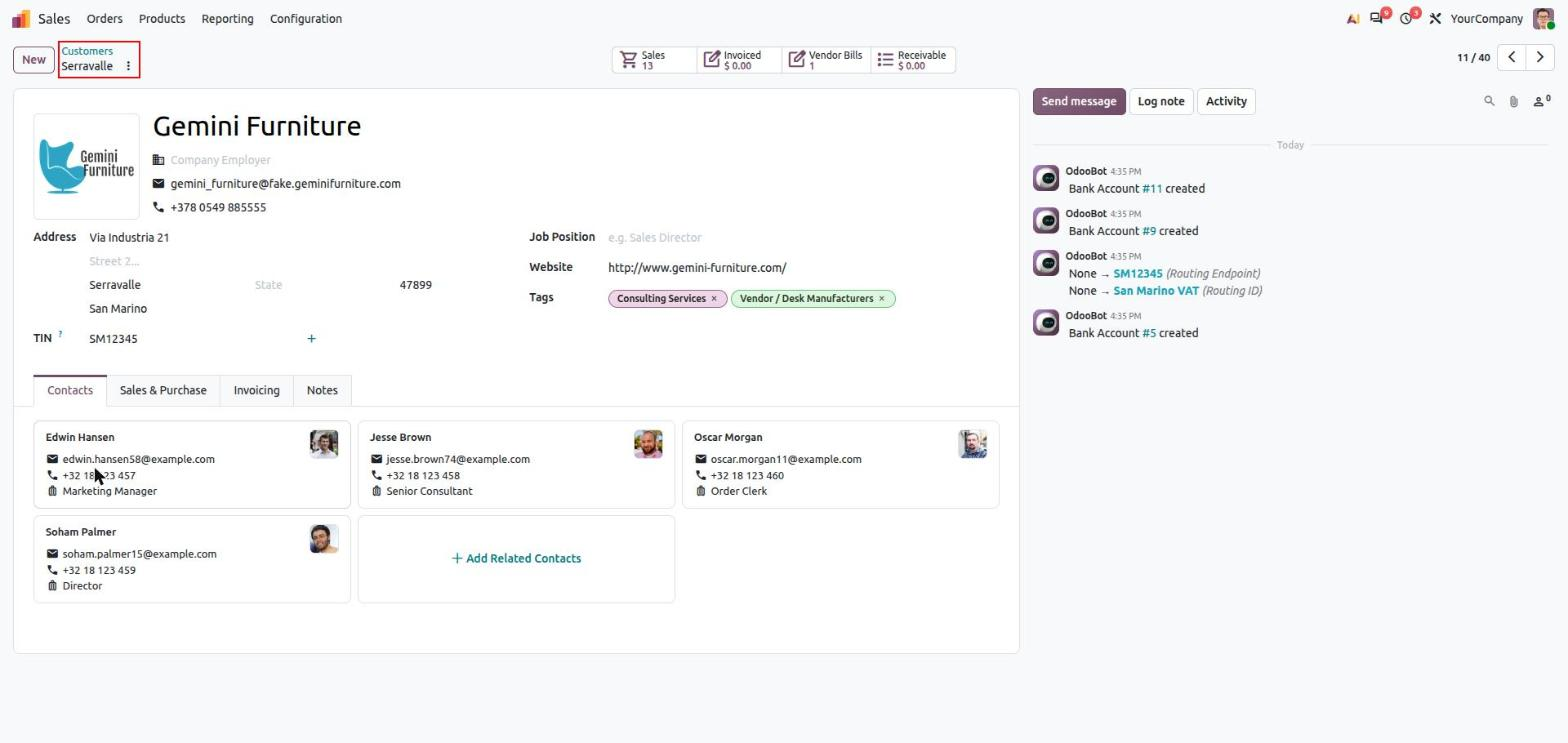 Sales Orders Products Reporting Configuration
9 3 YourCompany
New
Customers
Serravalle
Sales 13
Invoiced $ 0.00
Vendor Bills 1
Receivable $ 0.00
11 / 40
Gemini Furniture
Gemini
Furniture
Company Employer
gemini_furniture@fake.geminifurniture.com
+378 0549 885555
Address Via Industria 21
Street 2...
Serravalle State 47899
San Marino
TIN ? SM12345 +
Job Position e.g. Sales Director
Website http://www.gemini-furniture.com/
Tags Consulting Services × Vendor / Desk Manufacturers ×
Contacts Sales & Purchase Invoicing Notes
Edwin Hansen
edwin.hansen58@example.com
+32 18 123 457
Marketing Manager
Jesse Brown
jesse.brown74@example.com
+32 18 123 458
Senior Consultant
Oscar Morgan
oscar.morgan11@example.com
+32 18 123 460
Order Clerk
Soham Palmer
soham.palmer15@example.com
+32 18 123 459
Director
+ Add Related Contacts
Send message Log note Activity 0
Today
OdooBot 4:35 PM
Bank Account #11 created
OdooBot 4:35 PM
Bank Account #9 created
OdooBot 4:35 PM
None → SM12345 (Routing Endpoint)
None → San Marino VAT (Routing ID)
OdooBot 4:35 PM
Bank Account #5 created